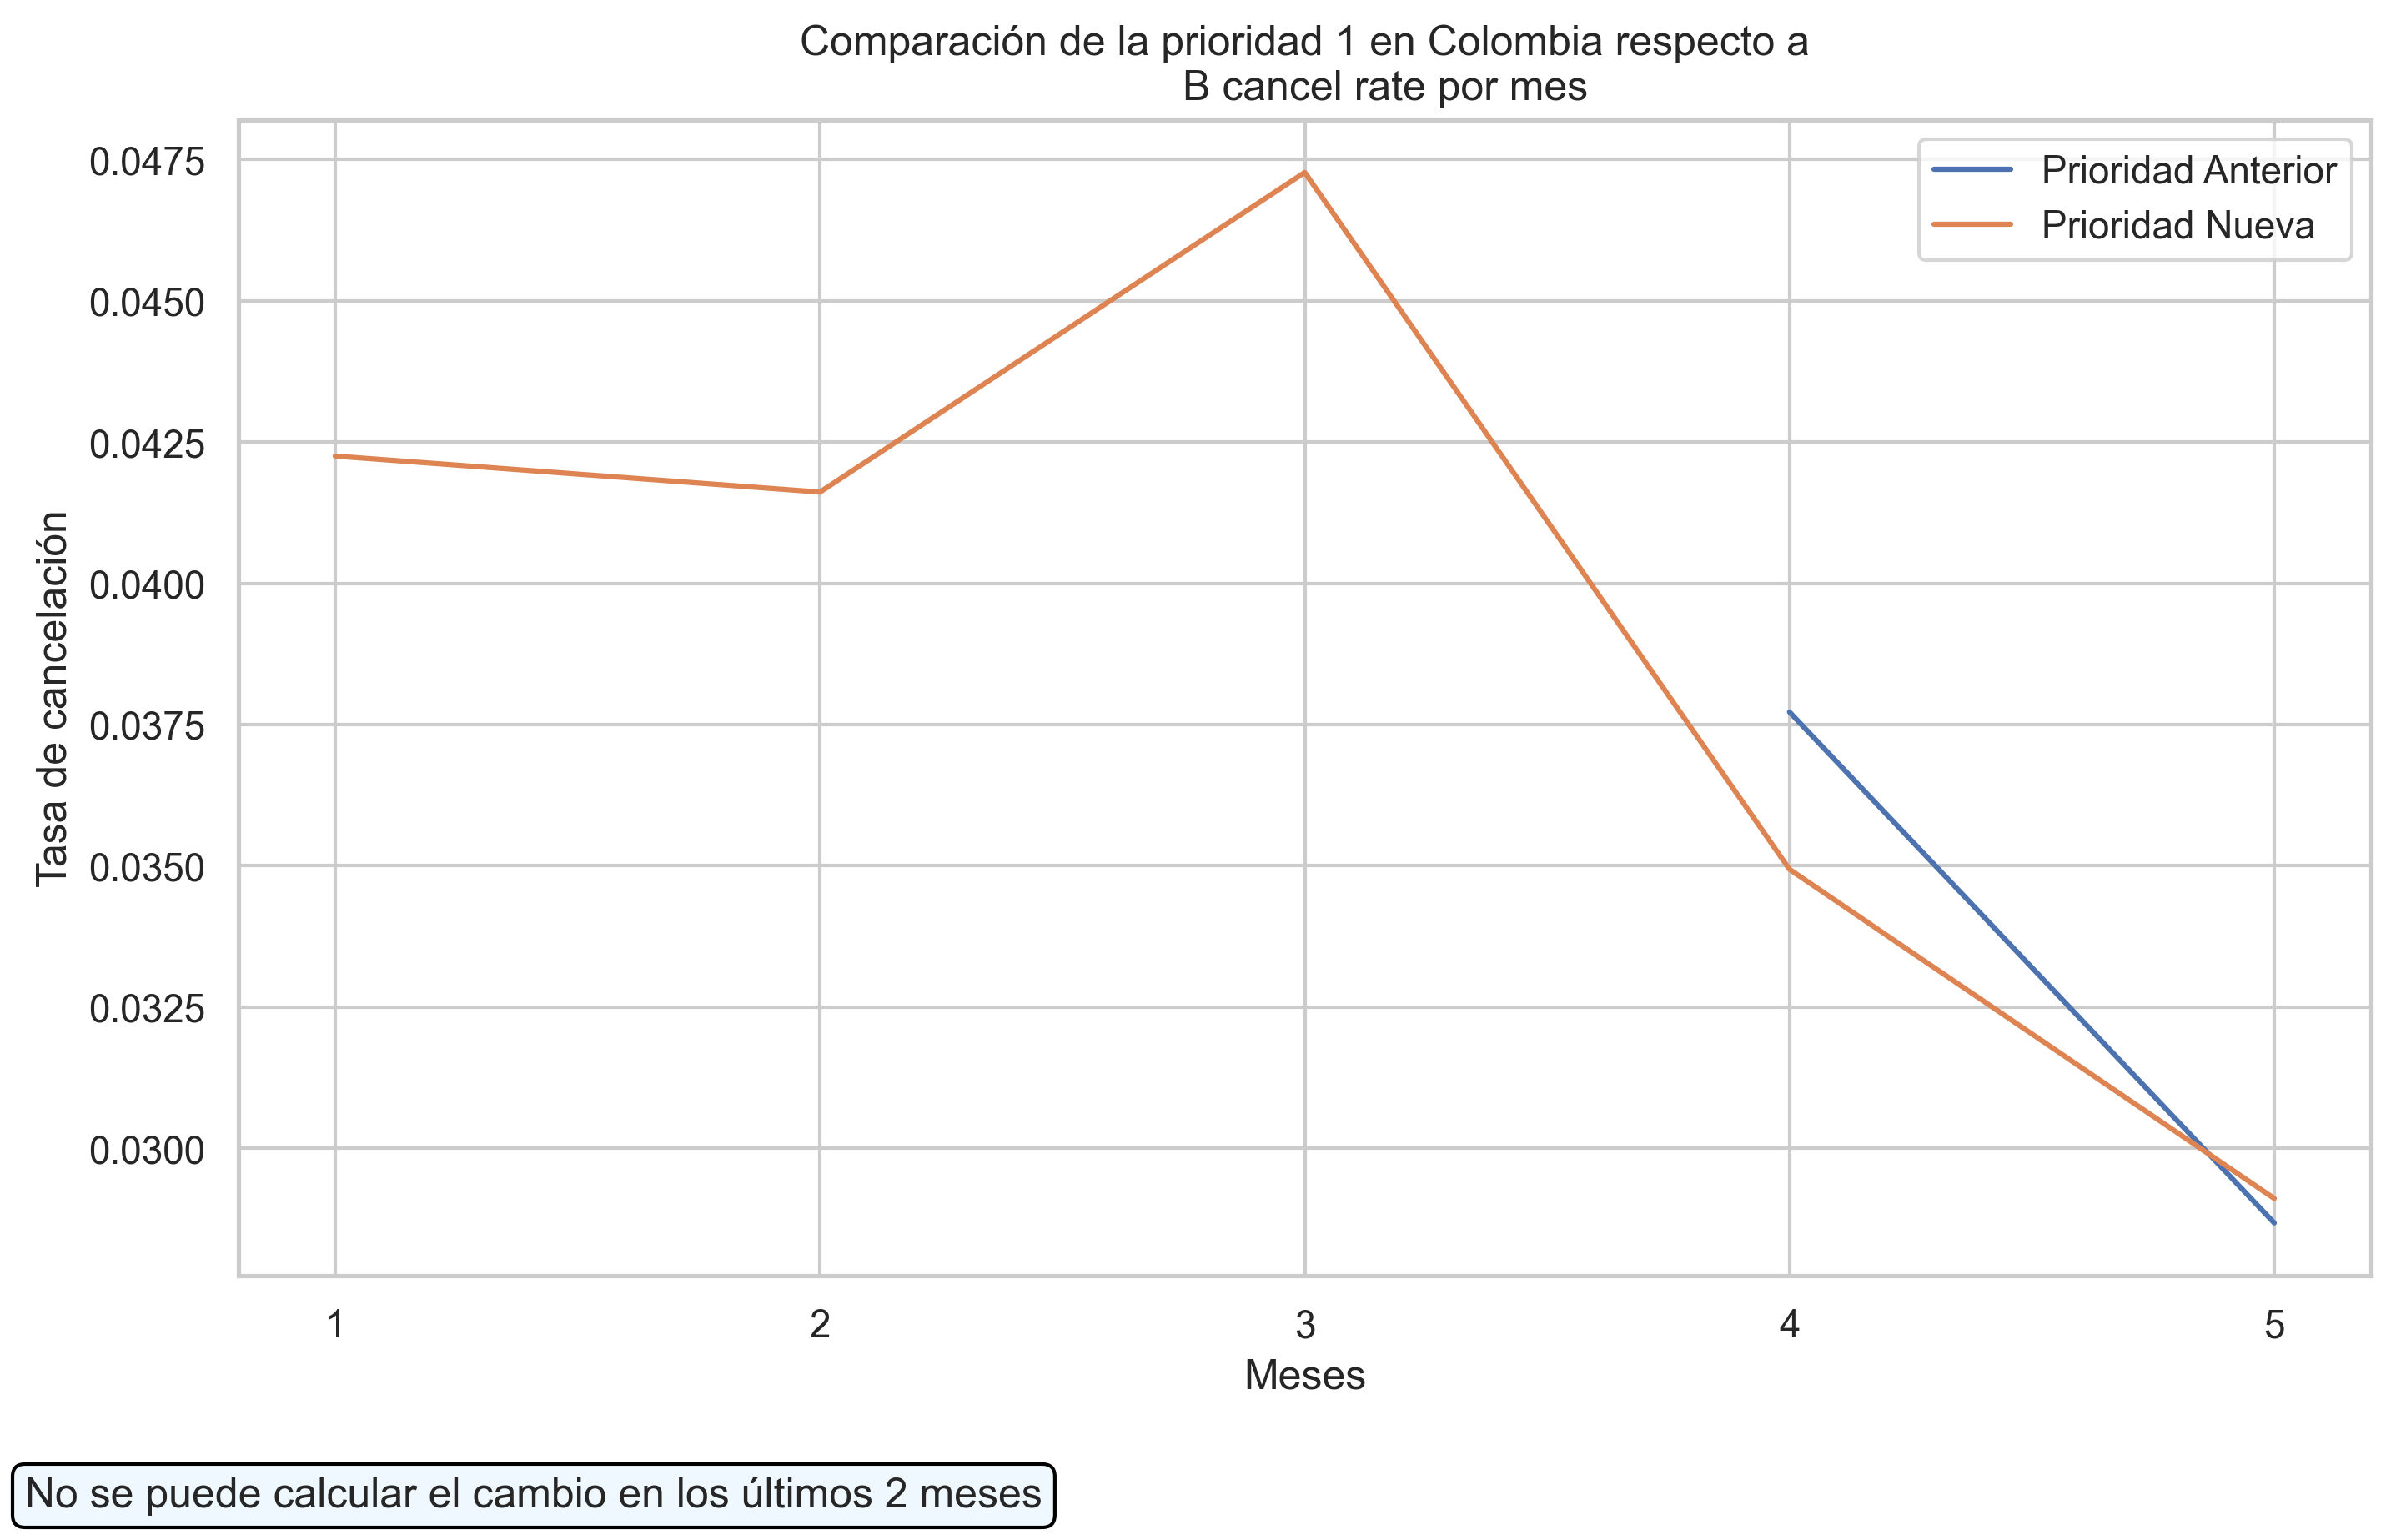 Comparación de la prioridad 1 en Colombia respecto a
B cancel rate por mes
Prioridad Anterior
Prioridad Nueva
Tasa de cancelación
0.0475
0.0450
0.0425
0.0400
0.0375
0.0350
0.0325
0.0300
1
2
3
4
5
Meses
No se puede calcular el cambio en los últimos 2 meses